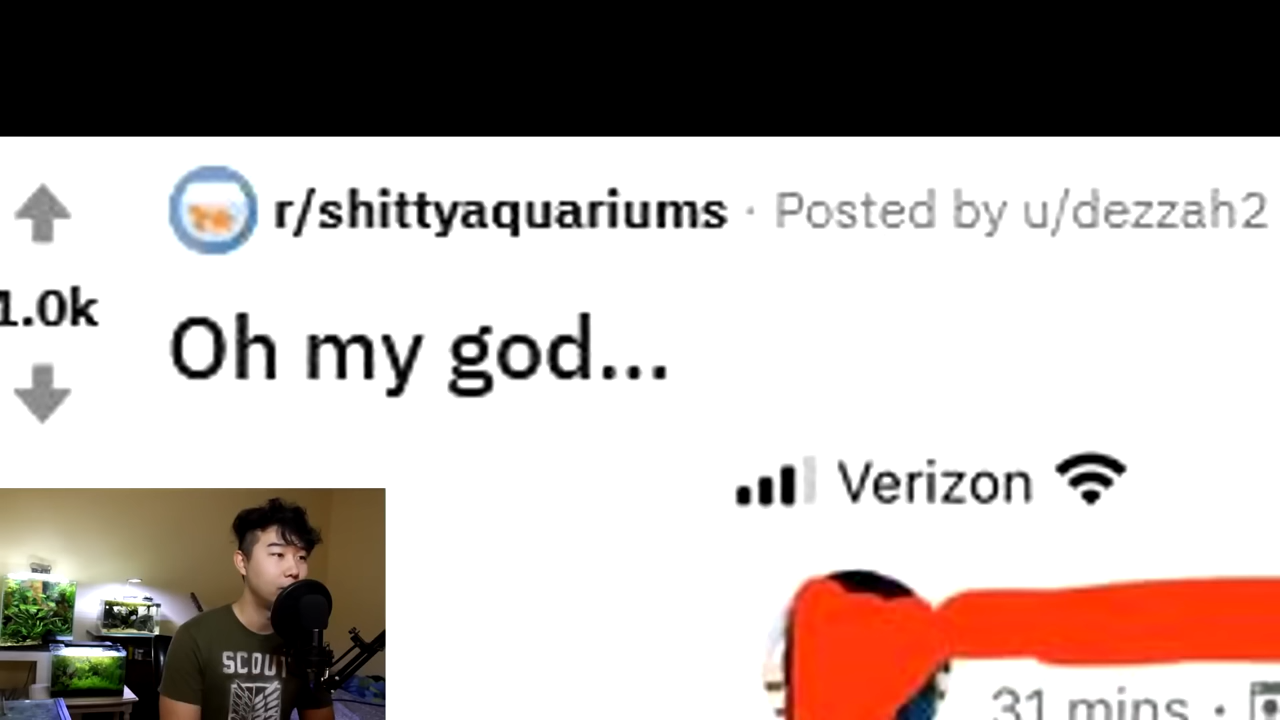 r/shittyaquariums · Posted by u/dezzah2
1.0k
Oh my god...
Verizon
31 mins ·
SCOUT